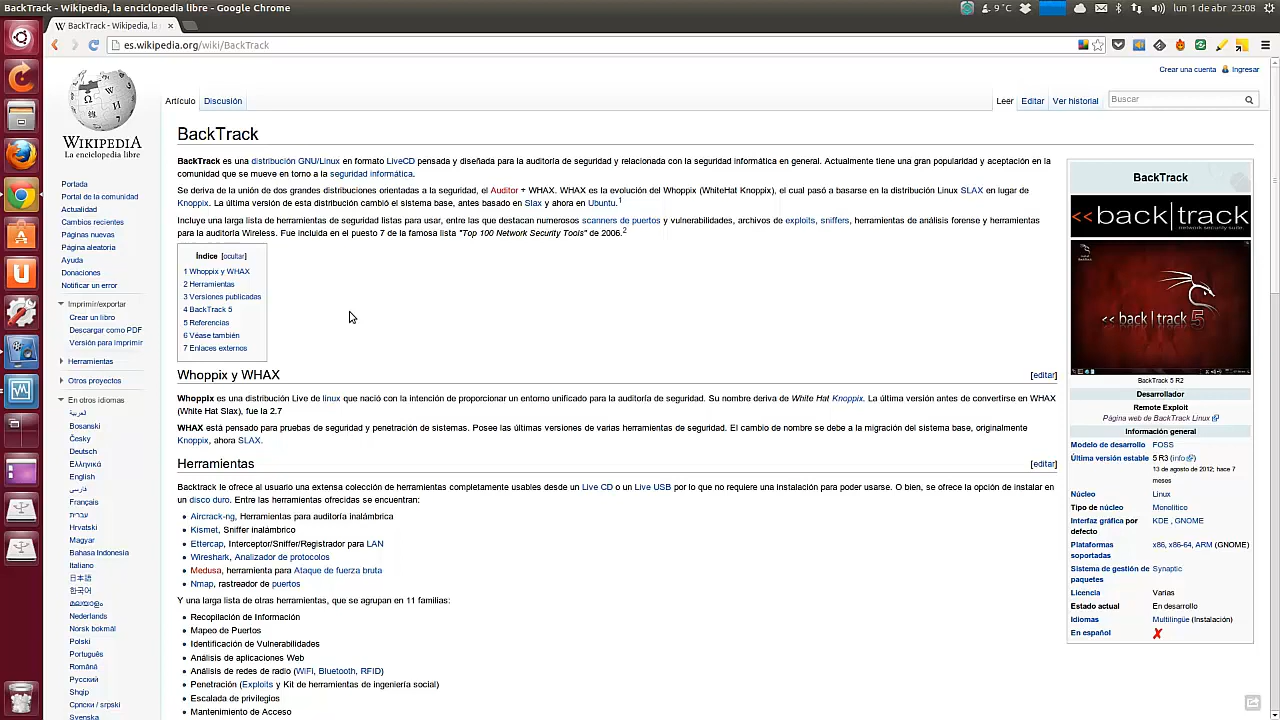 BackTrack - Wikipedia, la enciclopedia libre - Google Chrome
9 °C
lun 1 de abr
23:08
BackTrack - Wikipedia, la
es.wikipedia.org/wiki/BackTrack
Crear una cuenta
Ingresar
Artículo
Discusión
Leer
Editar
Ver historial
Buscar
WIKIPEDIA
La enciclopedia libre
Portada
Portal de la comunidad
Actualidad
Cambios recientes
Páginas nuevas
Página aleatoria
Ayuda
Donaciones
Notificar un error
Imprimir/exportar
Crear un libro
Descargar como PDF
Versión para imprimir
Herramientas
Otros proyectos
En otros idiomas
العربية
Bosanski
Česky
Deutsch
Ελληνικά
English
فارسی
Français
עברית
Hrvatski
Magyar
Bahasa Indonesia
Italiano
日本語
한국어
മലയാളം
Nederlands
Norsk bokmål
Polski
Português
Română
Русский
Shqip
Српски / srpski
Svenska
BackTrack
BackTrack es una distribución GNU/Linux en formato LiveCD pensada y diseñada para la auditoría de seguridad y relacionada con la seguridad informática en general. Actualmente tiene una gran popularidad y aceptación en la
comunidad que se mueve en torno a la seguridad informática.
Se deriva de la unión de dos grandes distribuciones orientadas a la seguridad, el Auditor + WHAX. WHAX es la evolución del Whoppix (WhiteHat Knoppix), el cual pasó a basarse en la distribución Linux SLAX en lugar de
Knoppix. La última versión de esta distribución cambió el sistema base, antes basado en Slax y ahora en Ubuntu.1
Incluye una larga lista de herramientas de seguridad listas para usar, entre las que destacan numerosos scanners de puertos y vulnerabilidades, archivos de exploits, sniffers, herramientas de análisis forense y herramientas
para la auditoría Wireless. Fue incluida en el puesto 7 de la famosa lista "Top 100 Network Security Tools" de 2006.2
Índice [ocultar]
1 Whoppix y WHAX
2 Herramientas
3 Versiones publicadas
4 BackTrack 5
5 Referencias
6 Véase también
7 Enlaces externos
Whoppix y WHAX
[editar]
Whoppix es una distribución Live de linux que nació con la intención de proporcionar un entorno unificado para la auditoría de seguridad. Su nombre deriva de White Hat Knoppix. La última versión antes de convertirse en WHAX
(White Hat Slax), fue la 2.7
WHAX está pensado para pruebas de seguridad y penetración de sistemas. Posee las últimas versiones de varias herramientas de seguridad. El cambio de nombre se debe a la migración del sistema base, originalmente
Knoppix, ahora SLAX.
Herramientas
[editar]
Backtrack le ofrece al usuario una extensa colección de herramientas completamente usables desde un Live CD o un Live USB por lo que no requiere una instalación para poder usarse. O bien, se ofrece la opción de instalar en
un disco duro. Entre las herramientas ofrecidas se encuentran:
Aircrack-ng, Herramientas para auditoría inalámbrica
Kismet, Sniffer inalámbrico
Ettercap, Interceptor/Sniffer/Registrador para LAN
Wireshark, Analizador de protocolos
Medusa, herramienta para Ataque de fuerza bruta
Nmap, rastreador de puertos
Y una larga lista de otras herramientas, que se agrupan en 11 familias:
Recopilación de Información
Mapeo de Puertos
Identificación de Vulnerabilidades
Análisis de aplicaciones Web
Análisis de redes de radio (WiFi, Bluetooth, RFID)
Penetración (Exploits y Kit de herramientas de ingeniería social)
Escalada de privilegios
Mantenimiento de Acceso
BackTrack
<<back|track
network security suite.
<< back | track 5
BackTrack 5 R2
Desarrollador
Remote Exploit
Página web de BackTrack Linux
Información general
Modelo de desarrollo FOSS
Última versión estable 5 R3 (info)
13 de agosto de 2012; hace 7
meses
Núcleo Linux
Tipo de núcleo Monolítico
Interfaz gráfica por defecto KDE, GNOME
Plataformas soportadas x86, x86-64, ARM (GNOME)
Sistema de gestión de paquetes Synaptic
Licencia Varias
Estado actual En desarrollo
Idiomas Multilingüe (Instalación)
En español